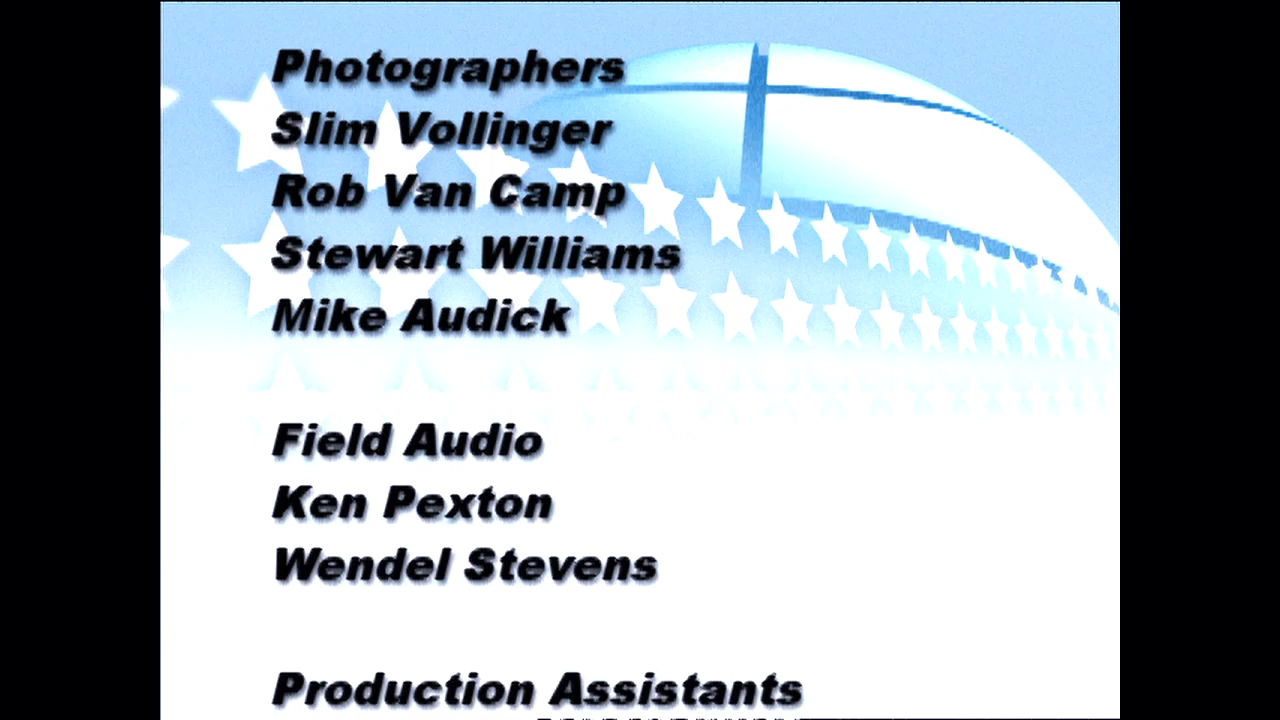 Photographers
Slim Vollinger
Rob Van Camp
Stewart Williams
Mike Audick
Field Audio
Ken Pexton
Wendel Stevens
Production Assistants